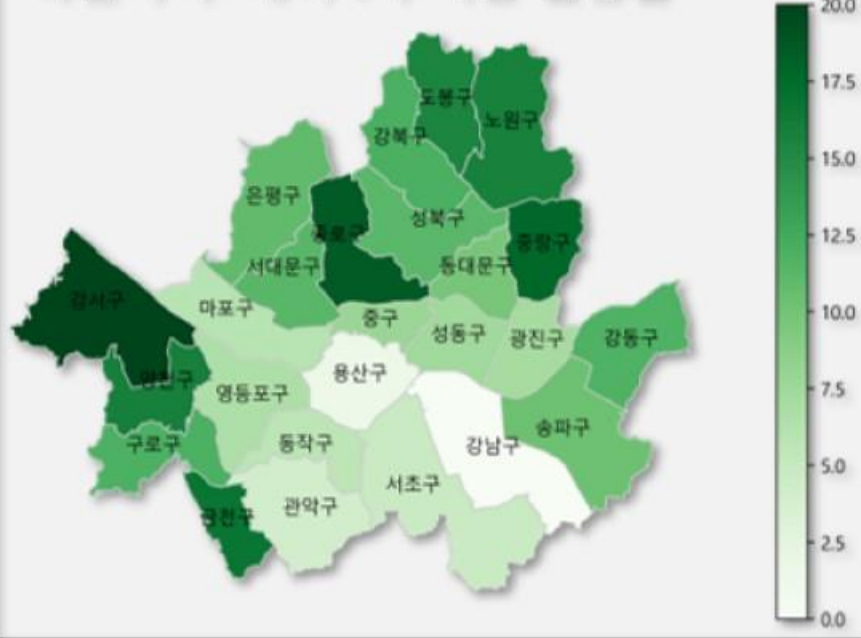 20.0
도봉구
17.5
노원구
강북구
15.0
은평구
성북구
종로구
중랑구
12.5
서대문구
동대문구
강서구
마포구
10.0
중구
성동구
광진구
강동구
양천구
용산구
7.5
영등포구
송파구
구로구
동작구
강남구
5.0
서초구
관악구
금천구
2.5
0.0